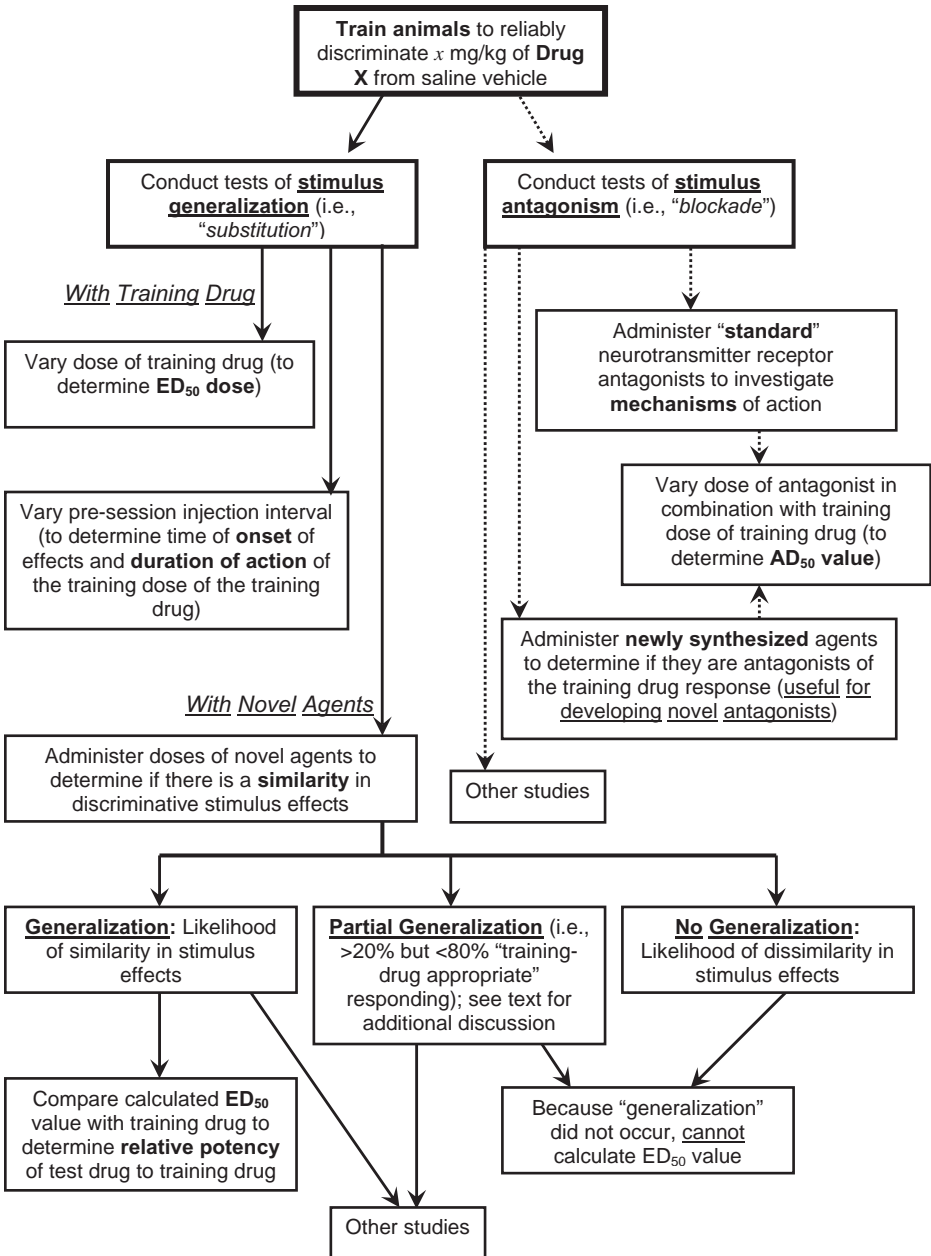 Train animals to reliably
discriminate x mg/kg of Drug
X from saline vehicle
Conduct tests of stimulus
generalization (i.e.,
“substitution”)
Conduct tests of stimulus
antagonism (i.e., “blockade”)
With Training Drug
Vary dose of training drug (to
determine ED50 dose)
Administer “standard”
neurotransmitter receptor
antagonists to investigate
mechanisms of action
Vary pre-session injection interval
(to determine time of onset of
effects and duration of action of
the training dose of the training
drug)
Vary dose of antagonist in
combination with training
dose of training drug (to
determine AD50 value)
Administer newly synthesized agents
to determine if they are antagonists of
the training drug response (useful for
developing novel antagonists)
With Novel Agents
Administer doses of novel agents to
determine if there is a similarity in
discriminative stimulus effects
Other studies
Generalization: Likelihood
of similarity in stimulus
effects
Partial Generalization (i.e.,
>20% but <80% “training-
drug appropriate”
responding); see text for
additional discussion
No Generalization:
Likelihood of dissimilarity in
stimulus effects
Compare calculated ED50
value with training drug to
determine relative potency
of test drug to training drug
Because “generalization”
did not occur, cannot
calculate ED50 value
Other studies